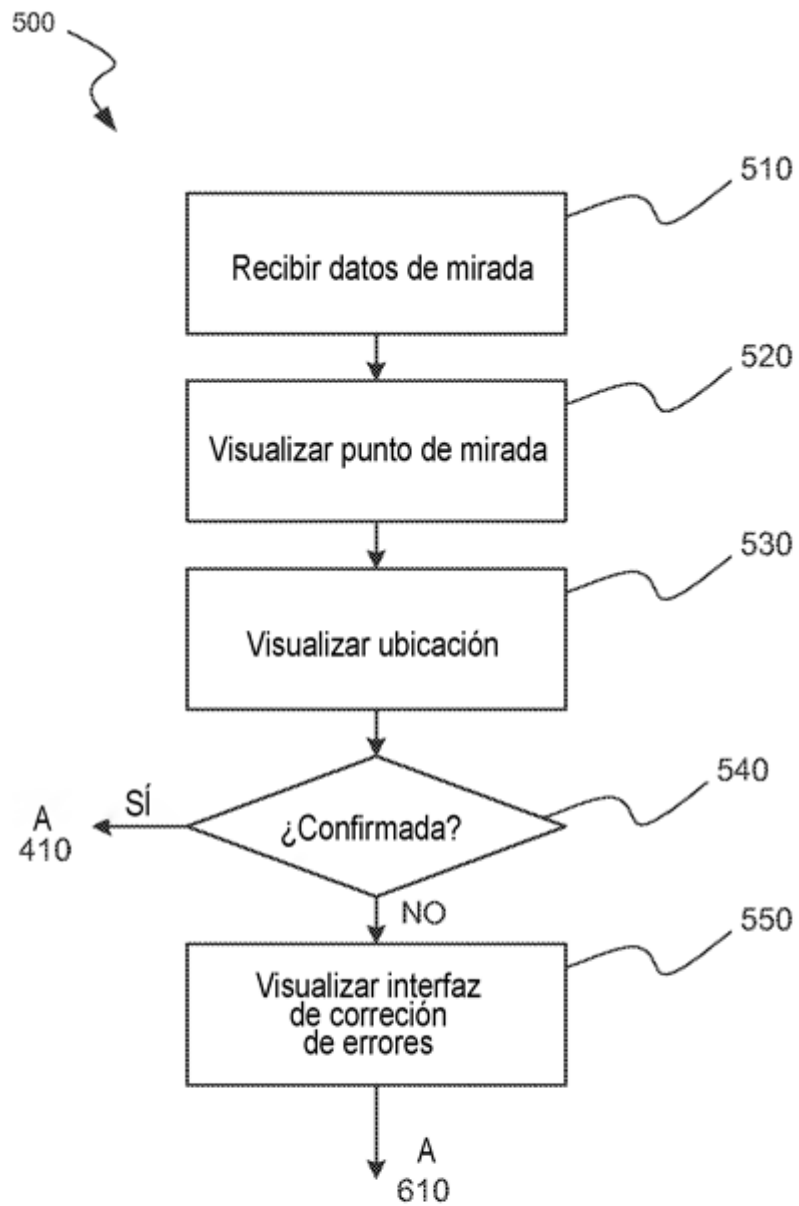 500
510
Recibir datos de mirada
520
Visualizar punto de mirada
530
Visualizar ubicación
540
SÍ
A
410
¿Confirmada?
NO
550
Visualizar interfaz
de correción
de errores
A
610